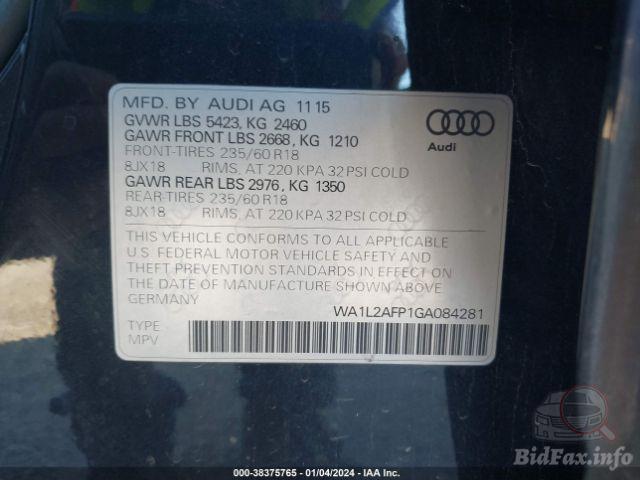 MFD. BY AUDI AG 11 15
GVWR LBS 5423, KG 2460
GAWR FRONT LBS 2668, KG 1210
FRONT-TIRES 235/60 R18
8JX18 RIMS, AT 220 KPA 32 PSI COLD
GAWR REAR LBS 2976, KG 1350
REAR-TIRES 235/60 R18
8JX18 RIMS, AT 220 KPA 32 PSI COLD
Audi
THIS VEHICLE CONFORMS TO ALL APPLICABLE
U.S. FEDERAL MOTOR VEHICLE SAFETY AND
THEFT PREVENTION STANDARDS IN EFFECT ON
THE DATE OF MANUFACTURE SHOWN ABOVE.
GERMANY
WA1L2AFP1GA084281
TYPE
MPV
BidFax.info
000-38375765 - 01/04/2024 - IAA Inc.